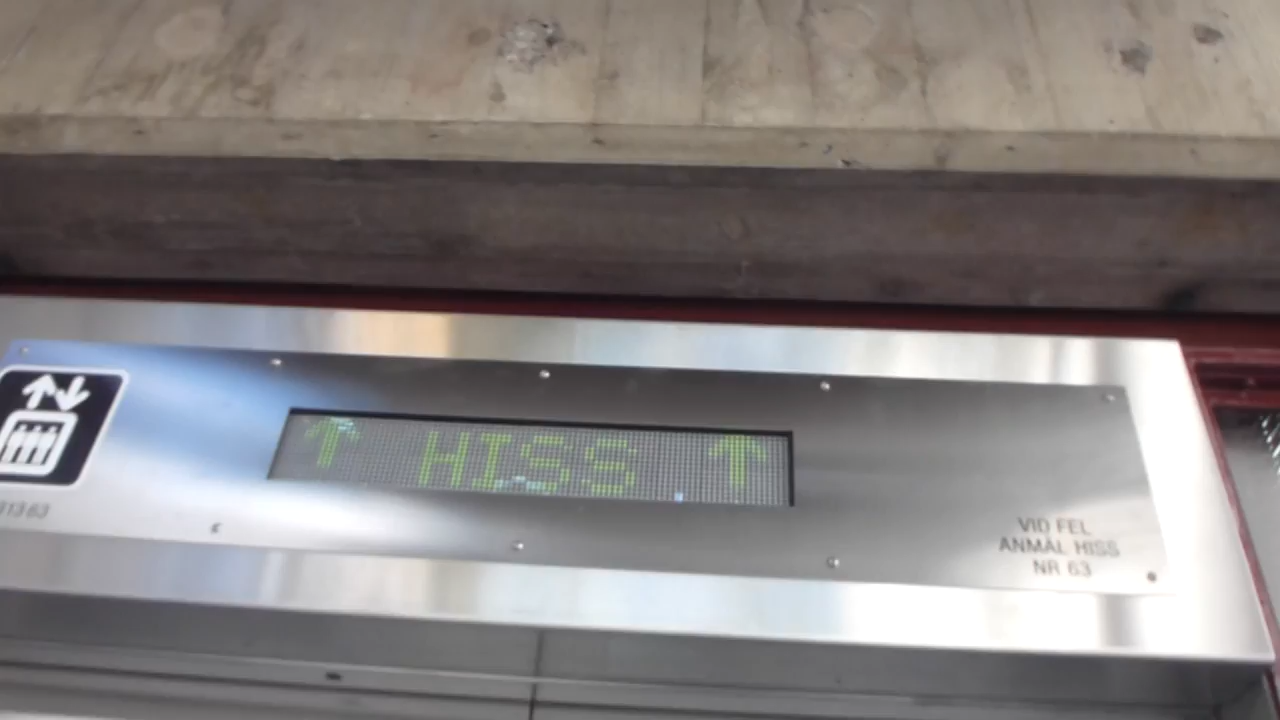 ↑ HISS ↑
VID FEL
ANMÄL HISS
NR 63